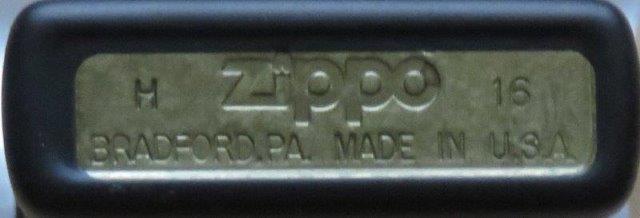 H zippo 16
BRADFORD,PA. MADE IN U.S.A.